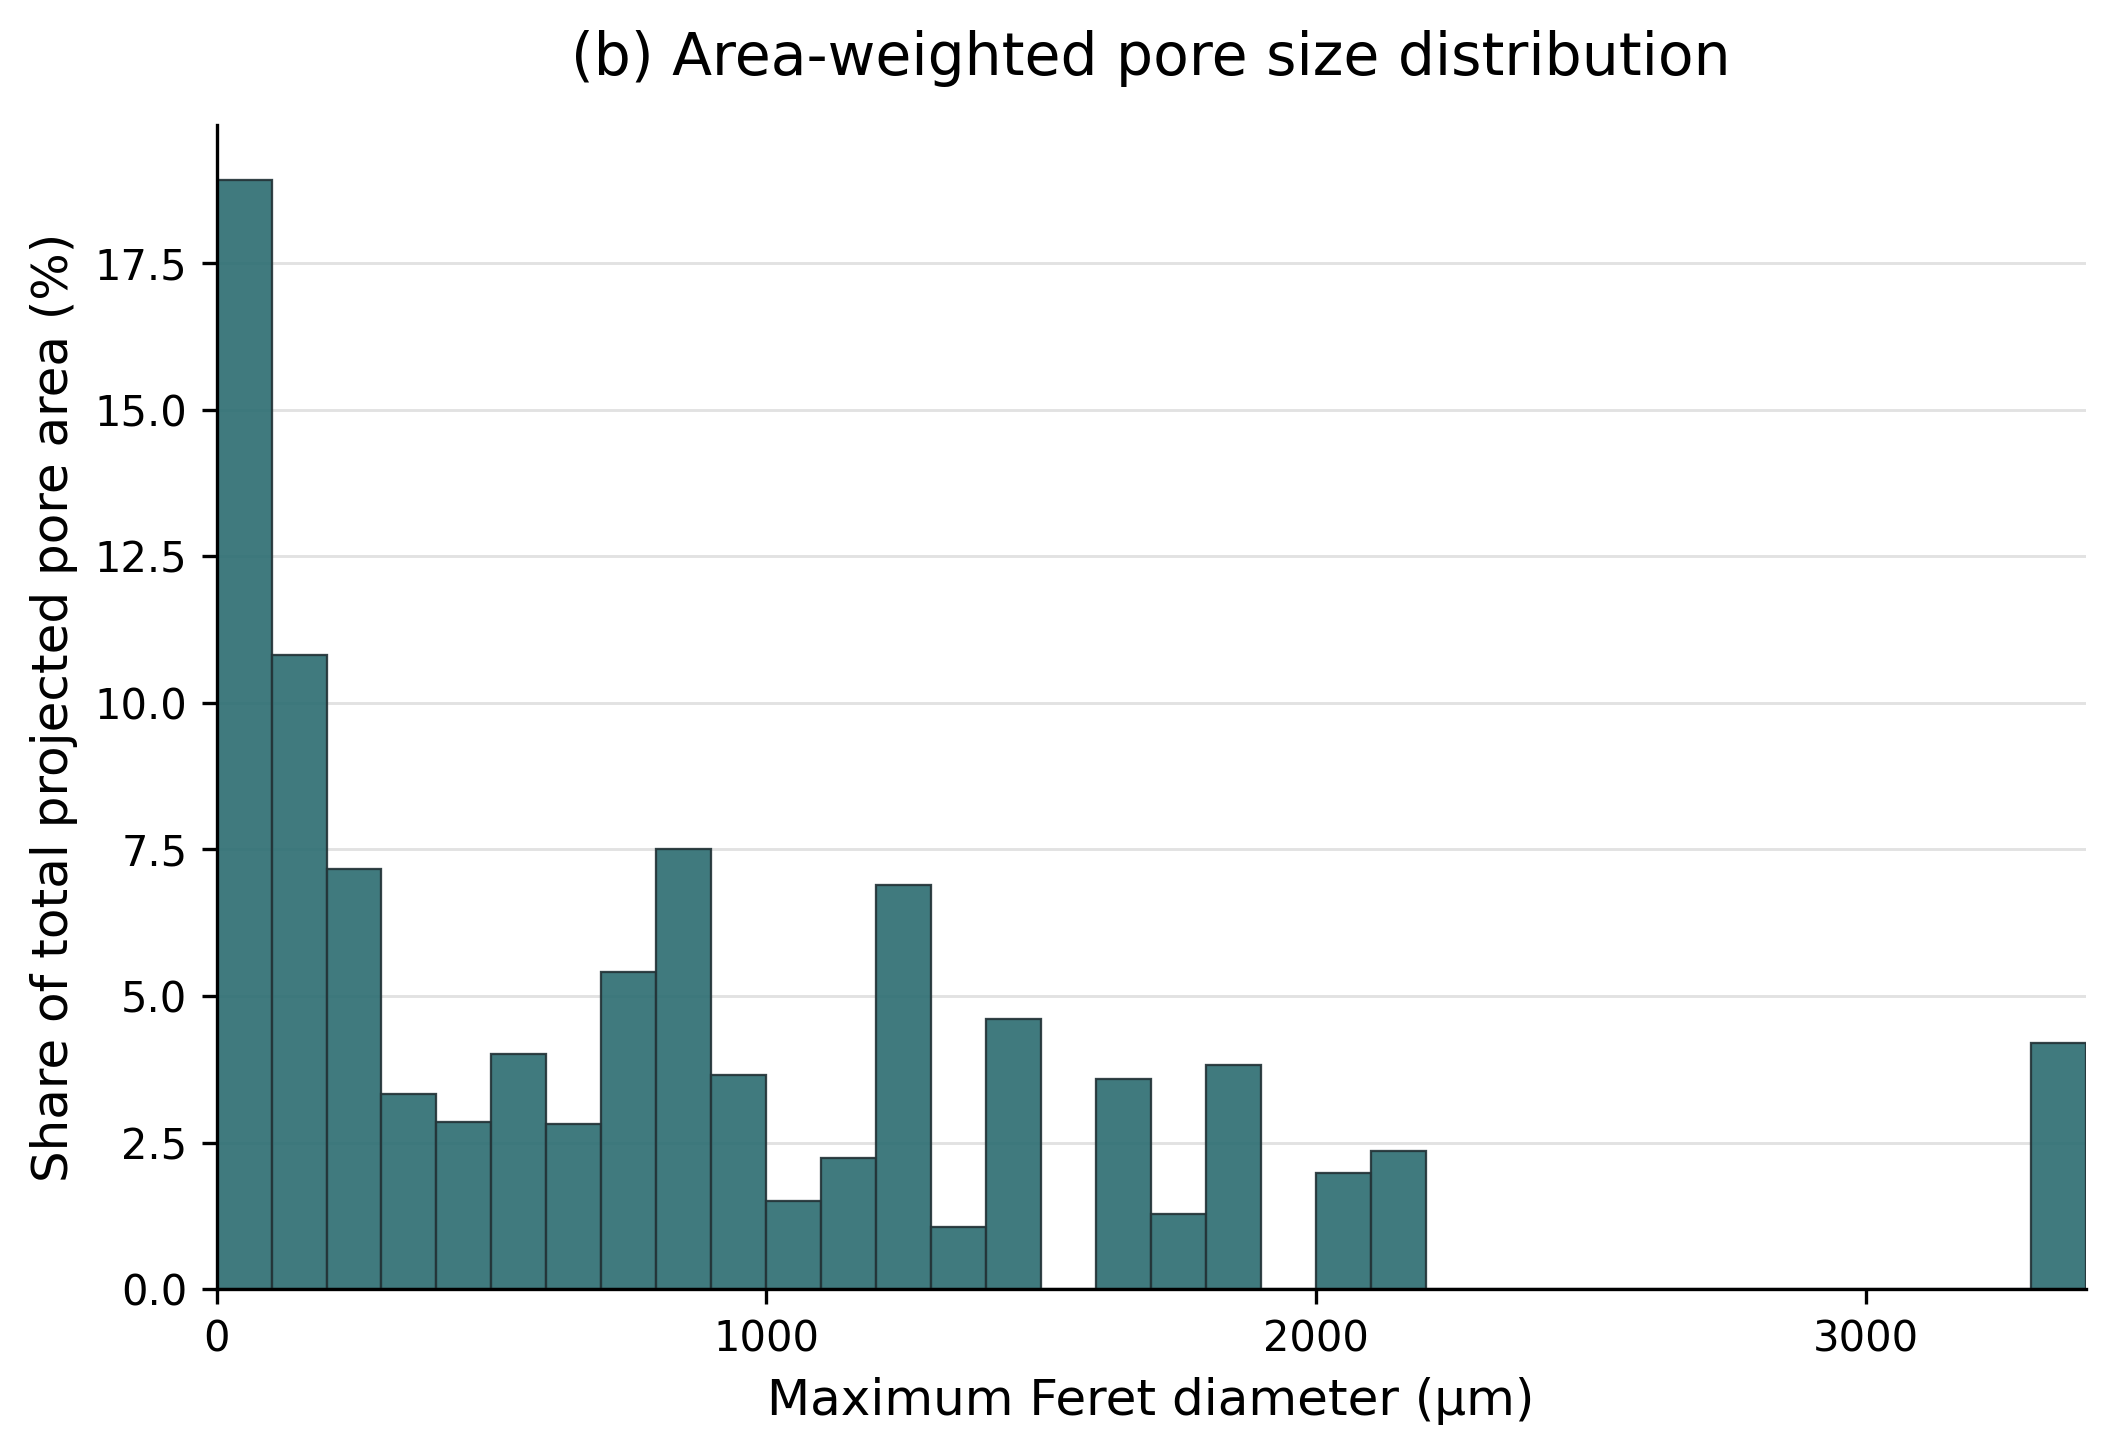 (b) Area-weighted pore size distribution
Share of total projected pore area (%)
17.5
15.0
12.5
10.0
7.5
5.0
2.5
0.0
0 1000 2000 3000
Maximum Feret diameter (µm)